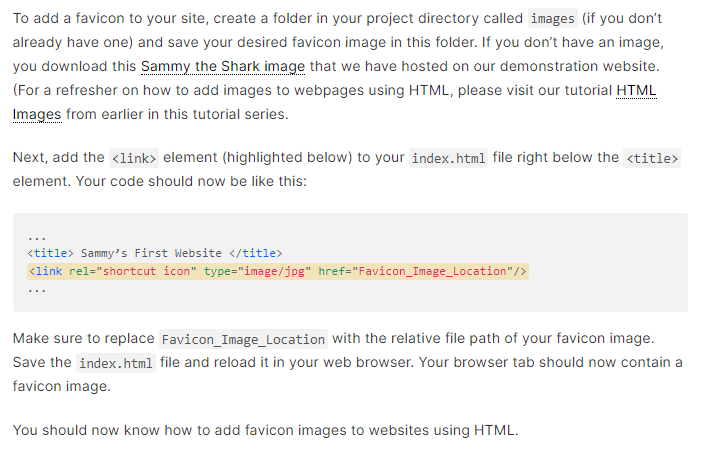 To add a favicon to your site, create a folder in your project directory called images (if you don’t
already have one) and save your desired favicon image in this folder. If you don’t have an image,
you download this Sammy the Shark image that we have hosted on our demonstration website.
(For a refresher on how to add images to webpages using HTML, please visit our tutorial HTML
Images from earlier in this tutorial series.
Next, add the <link> element (highlighted below) to your index.html file right below the <title>
element. Your code should now be like this:
...
<title> Sammy’s First Website </title>
<link rel="shortcut icon" type="image/jpg" href="Favicon_Image_Location"/>
...
Make sure to replace Favicon_Image_Location with the relative file path of your favicon image.
Save the index.html file and reload it in your web browser. Your browser tab should now contain a
favicon image.
You should now know how to add favicon images to websites using HTML.